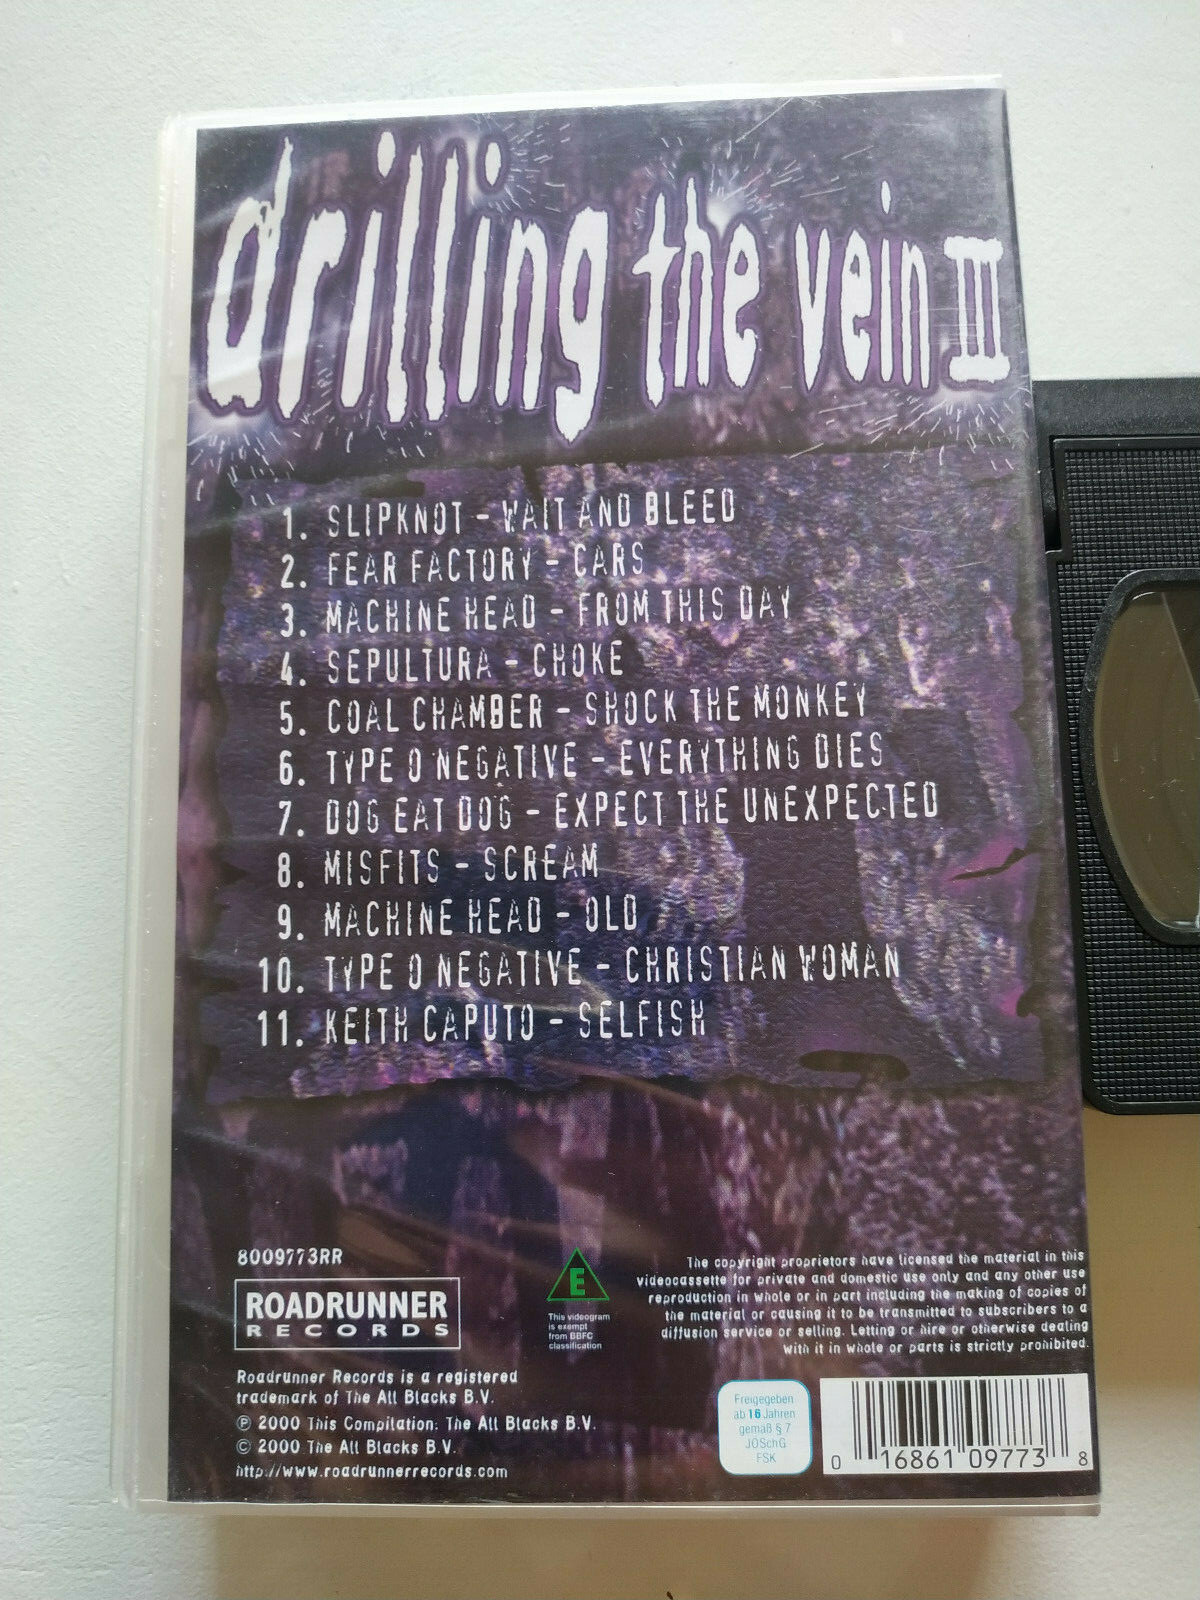 drilling the vein III
1. SLIPKNOT - WAIT AND BLEED
2. FEAR FACTORY - CARS
3. MACHINE HEAD - FROM THIS DAY
4. SEPULTURA - CHOKE
5. COAL CHAMBER - SHOCK THE MONKEY
6. TYPE O NEGATIVE - EVERYTHING DIES
7. DOG EAT DOG - EXPECT THE UNEXPECTED
8. MISFITS - SCREAM
9. MACHINE HEAD - OLD
10. TYPE O NEGATIVE - CHRISTIAN WOMAN
11. KEITH CAPUTO - SELFISH
8009773RR
ROADRUNNER
RECORDS
Roadrunner Records is a registered
trademark of The All Blacks B.V.
℗ 2000 This Compilation: The All Blacks B.V.
© 2000 The All Blacks B.V.
http://www.roadrunnerrecords.com
E
This videogram
is exempt
from BBFC
classification
The copyright proprietors have licensed the material in this
videocassette for private and domestic use only and any other use
reproduction in whole or in part including the making of copies of
the material or causing it to be transmitted to subscribers to a
diffusion service or selling. Letting or hire or otherwise dealing
with it in whole or parts is strictly prohibited.
Freigegeben
ab 16 Jahren
gemäß § 7
JÖSchG
FSK
0 16861 09773 8